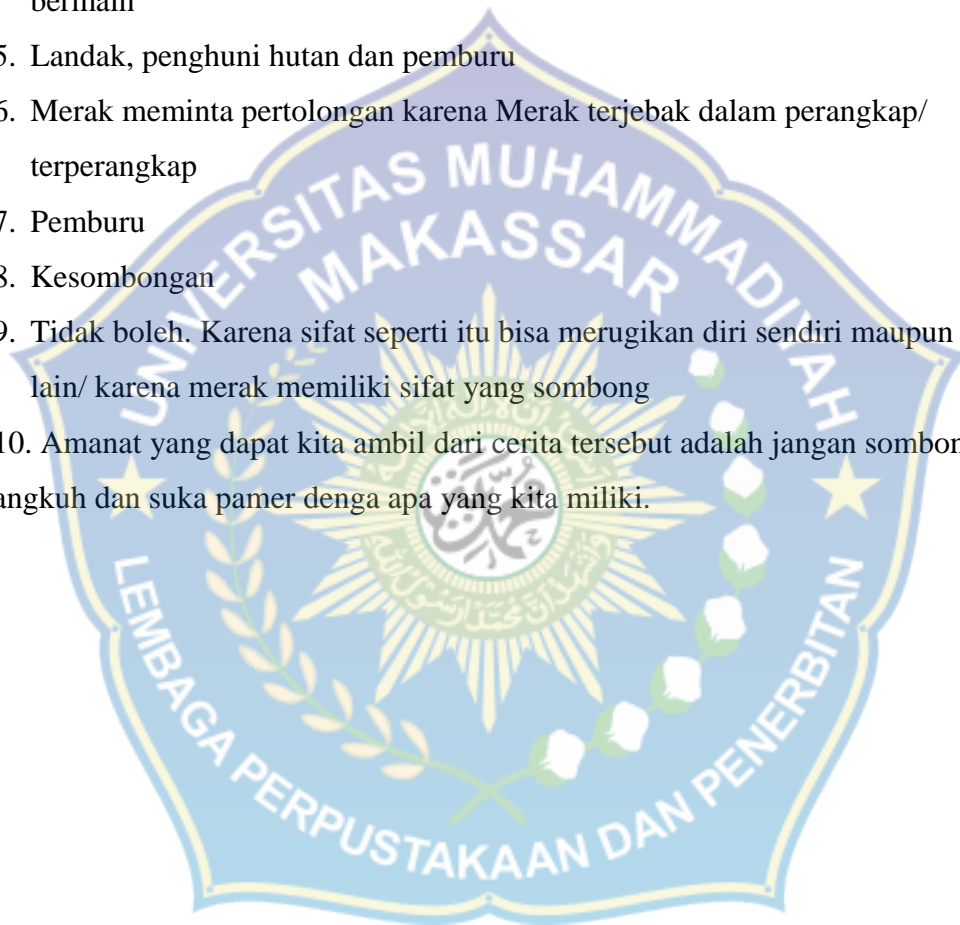 bermain
5. Landak, penghuni hutan dan pemburu
6. Merak meminta pertolongan karena Merak terjebak dalam perangkap/
terperangkap
7. Pemburu
8. Kesombongan
9. Tidak boleh. Karena sifat seperti itu bisa merugikan diri sendiri maupun
lain/ karena merak memiliki sifat yang sombong
10. Amanat yang dapat kita ambil dari cerita tersebut adalah jangan sombon
angkuh dan suka pamer denga apa yang kita miliki.
UNIVERSITAS MUHAMMADIYAH
MAKASSAR
LEMBAGA PERPUSTAKAAN DAN PENERBITAN